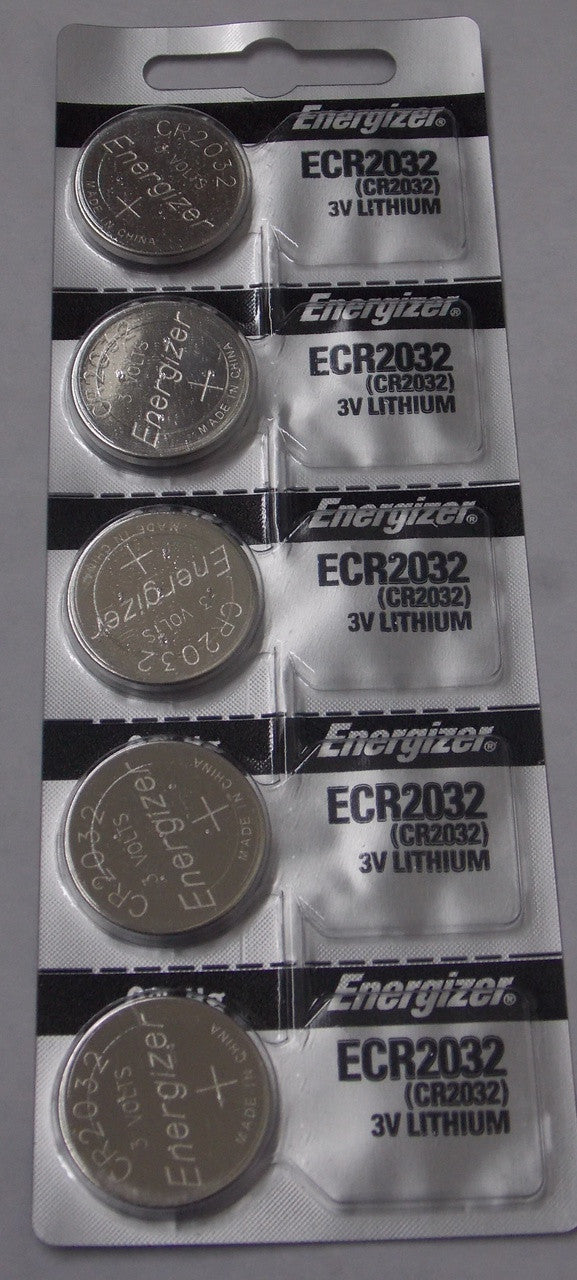 Energizer®
ECR2032
(CR2032)
3V LITHIUM
CR2032
3 VOLTS
Energizer
+
MADE IN CHINA
Energizer®
ECR2032
(CR2032)
3V LITHIUM
CR2032
3 VOLTS
Energizer
+
MADE IN CHINA
Energizer®
ECR2032
(CR2032)
3V LITHIUM
MADE IN CHINA
+
Energizer
3 VOLTS
CR2032
Energizer®
ECR2032
(CR2032)
3V LITHIUM
CR2032
3 VOLTS
Energizer
+
MADE IN CHINA
Energizer®
ECR2032
(CR2032)
3V LITHIUM
CR2032
3 VOLTS
Energizer
+
MADE IN CHINA